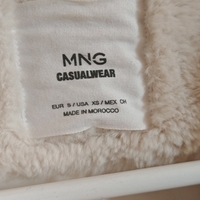 MNG
CASUALWEAR
EUR S / USA XS / MEX CH
MADE IN MOROCCO